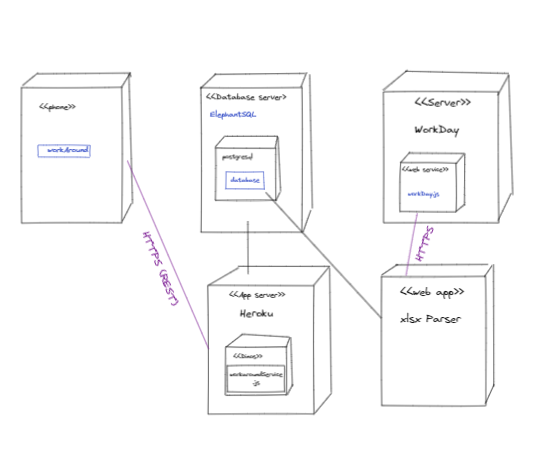 <<phone>>
workAround
<<Database server>>
ElephantSQL
postgresql
database
<<Server>>
WorkDay
<<web service>>
workDay.js
HTTPS (REST)
HTTPS
<<App server>>
Heroku
<<Dinos>>
workaroundService
.js
<<web app>>
xlsx Parser